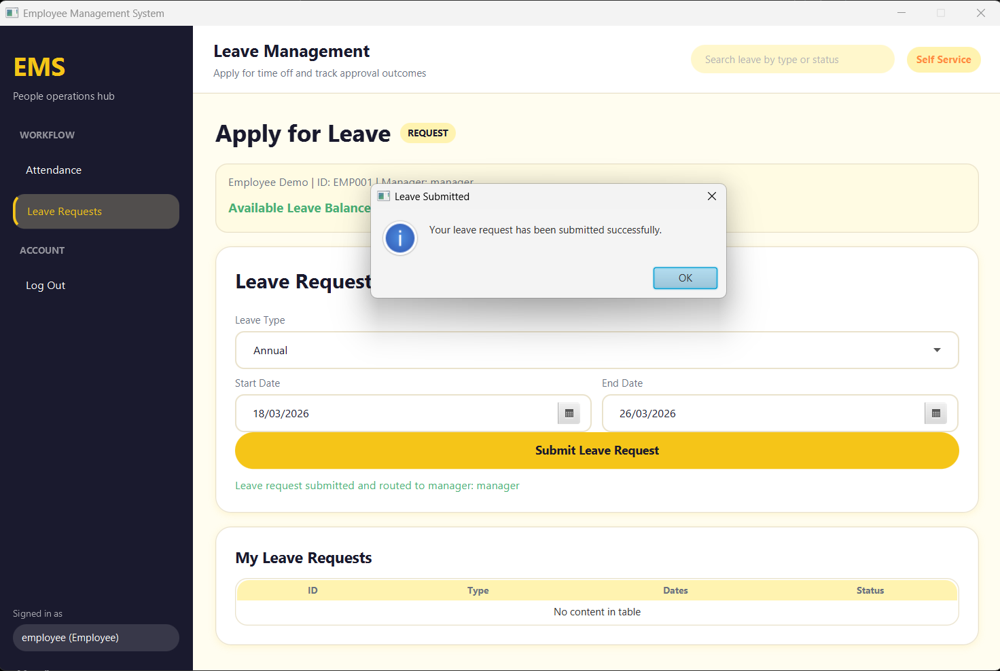 Employee Management System
EMS
People operations hub
WORKFLOW
Attendance
Leave Requests
ACCOUNT
Log Out
Signed in as
employee (Employee)
Leave Management
Apply for time off and track approval outcomes
Search leave by type or status
Self Service
Apply for Leave
REQUEST
Employee Demo | ID: EMP001 | Manager: manager
Available Leave Balance
Leave Submitted
Your leave request has been submitted successfully.
OK
Leave Request
Leave Type
Annual
Start Date
End Date
18/03/2026
26/03/2026
Submit Leave Request
Leave request submitted and routed to manager: manager
My Leave Requests
ID Type Dates Status
No content in table